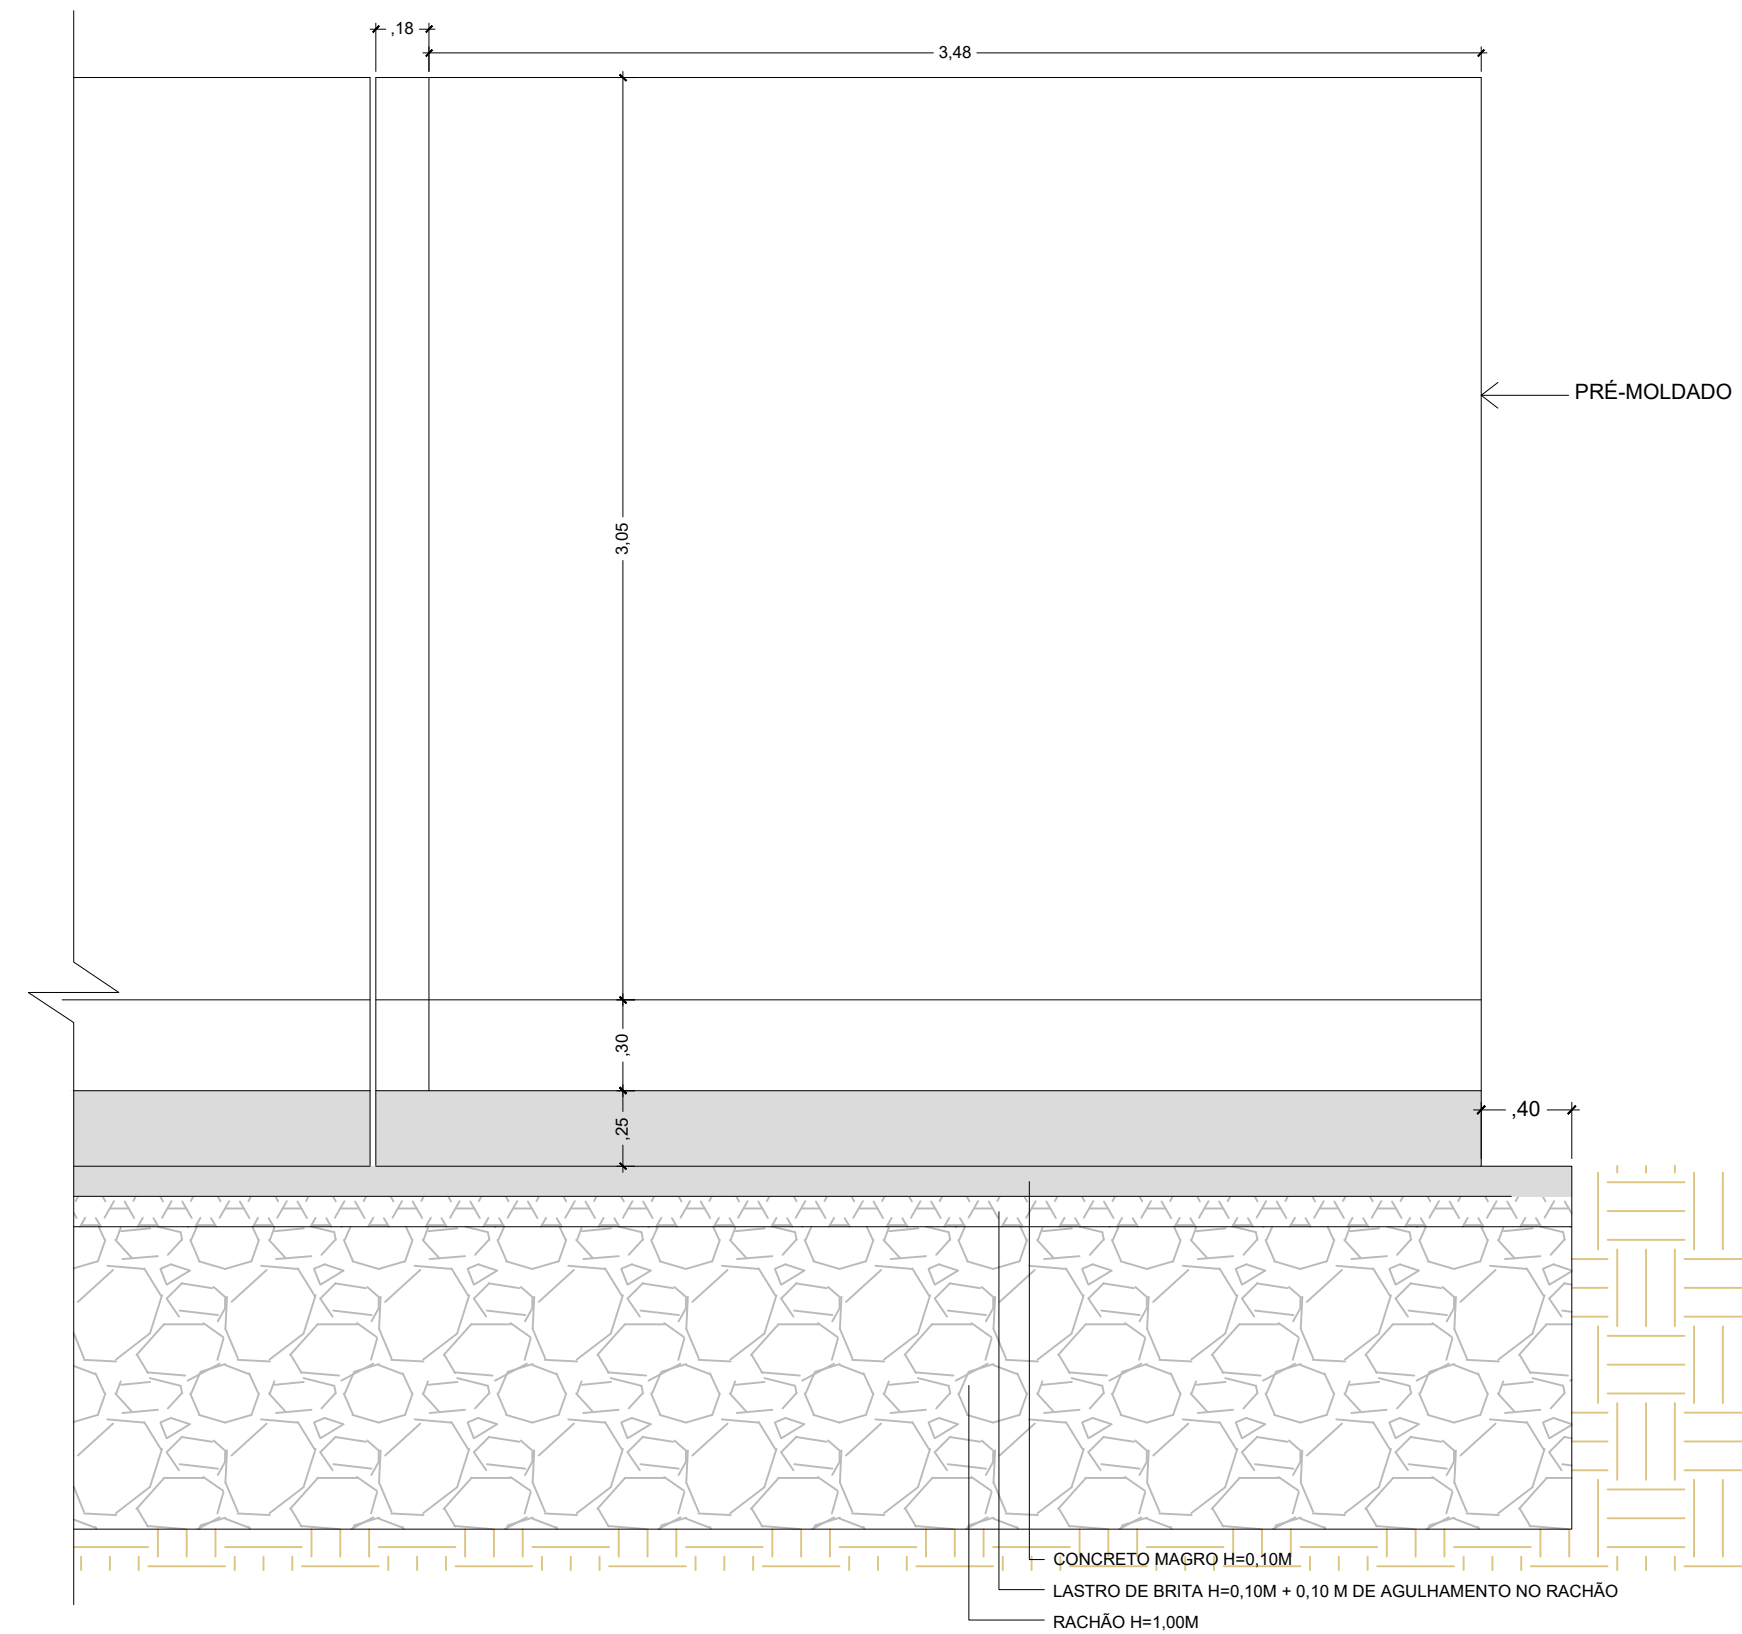 ,18
3,48
PRÉ-MOLDADO
3,05
,30
,25
,40
CONCRETO MAGRO H=0,10M
LASTRO DE BRITA H=0,10M + 0,10 M DE AGULHAMENTO NO RACHÃO
RACHÃO H=1,00M